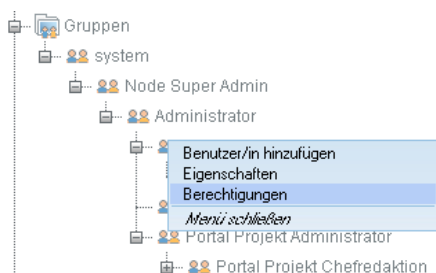 Gruppen
system
Node Super Admin
Administrator
Benutzer/in hinzufügen
Eigenschaften
Berechtigungen
Menü schließen
Portal Projekt Administrator
Portal Projekt Chefredaktion